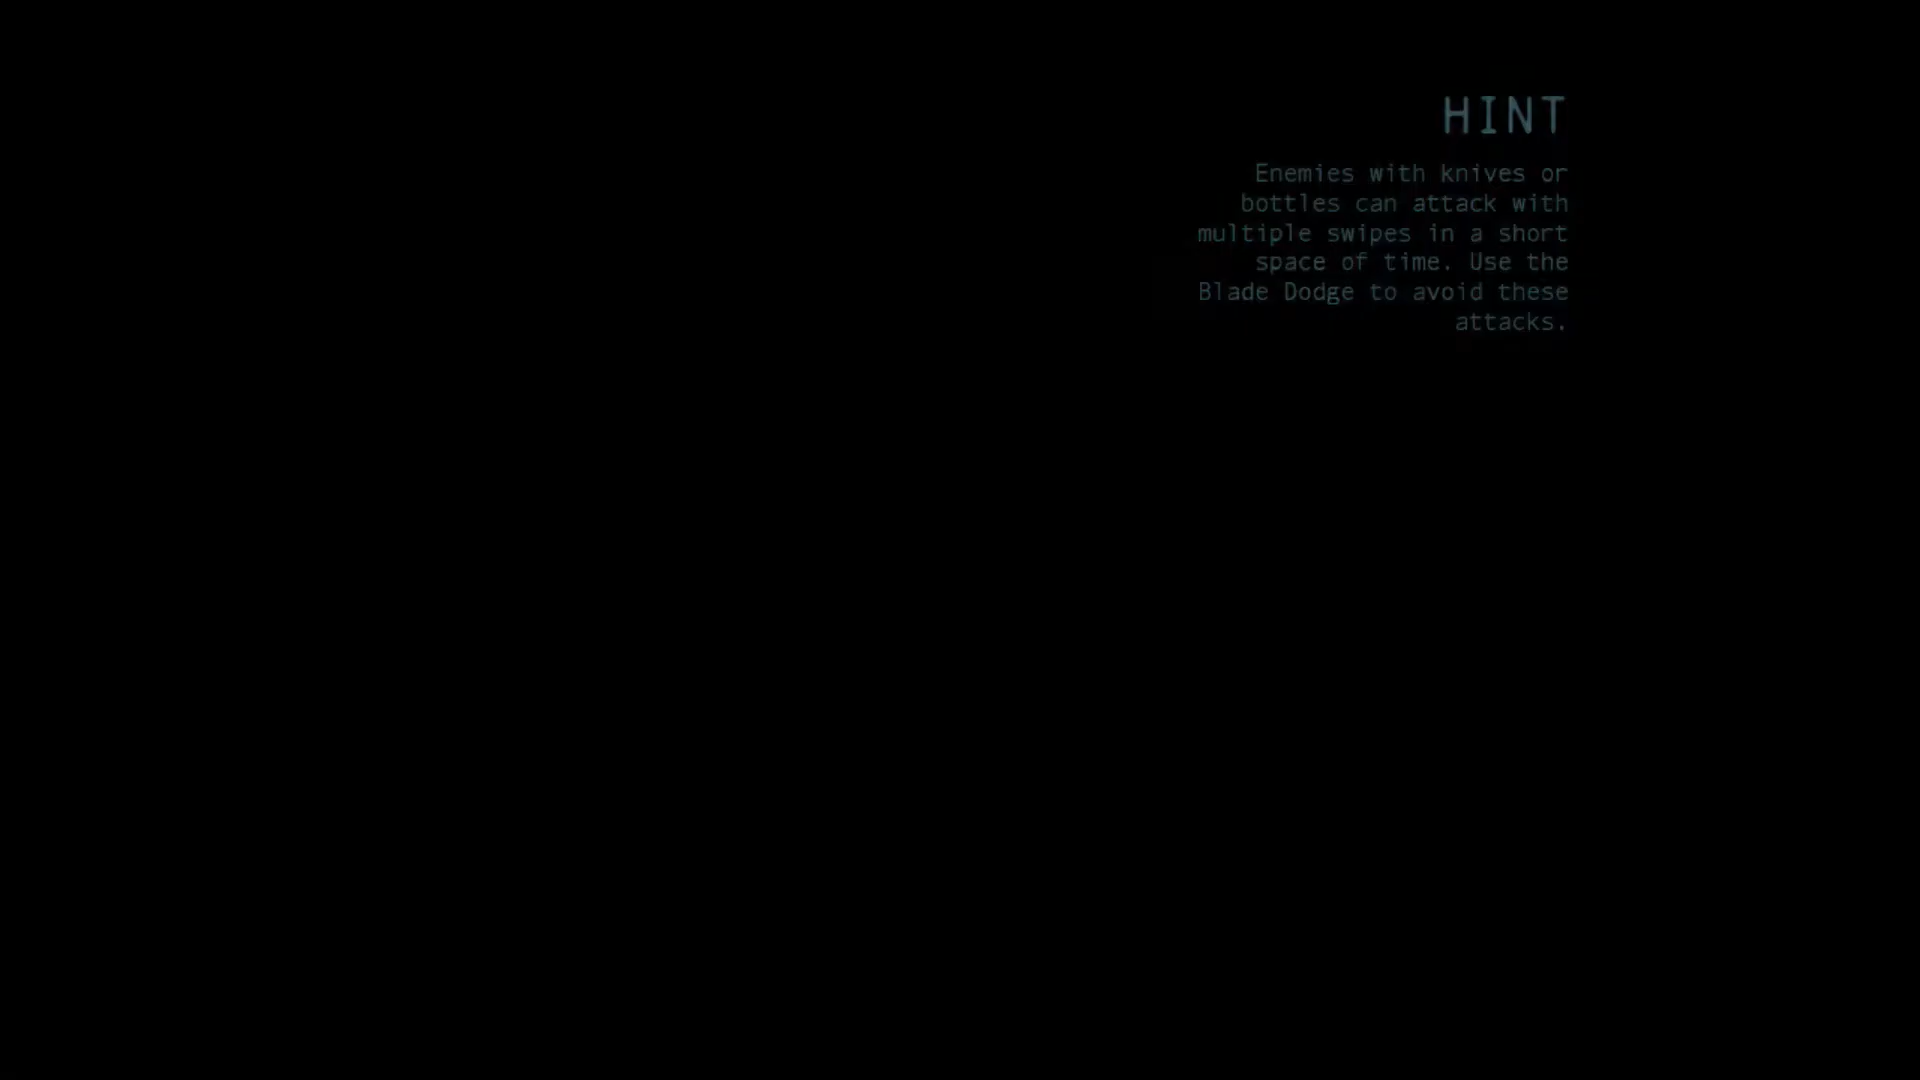 HINT
Enemies with knives or
bottles can attack with
multiple swipes in a short
space of time. Use the
Blade Dodge to avoid these
attacks.